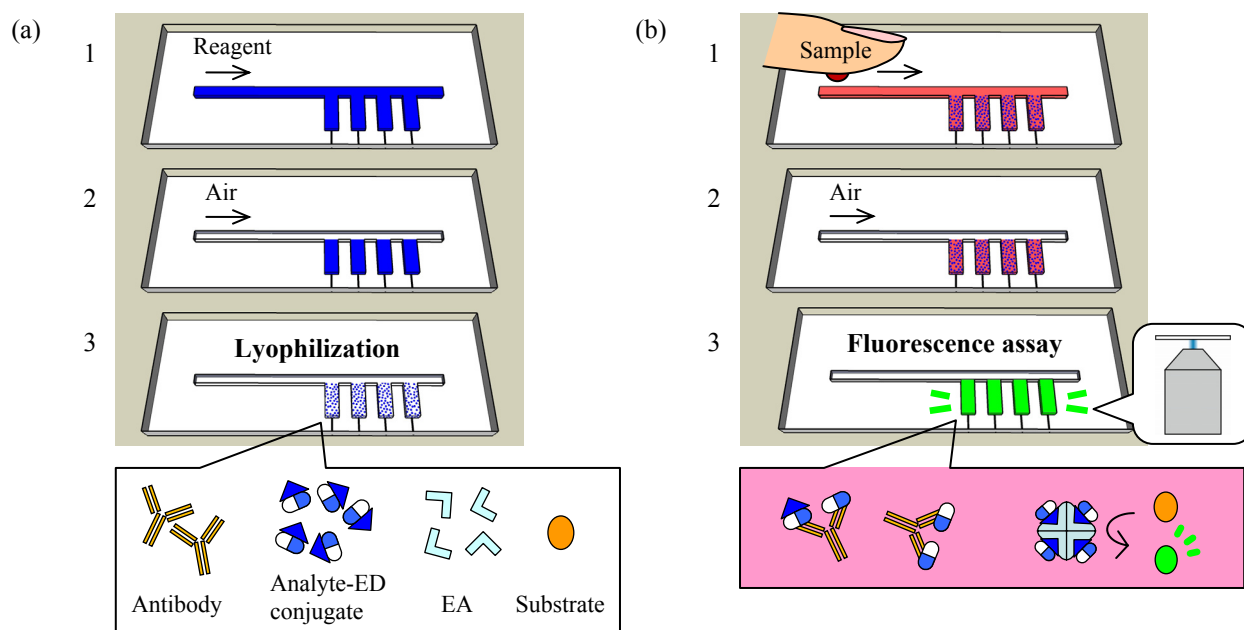 (a)
1
Reagent
2
Air
3
Lyophilization
Antibody
Analyte-ED
conjugate
EA
Substrate
(b)
1
Sample
2
Air
3
Fluorescence assay